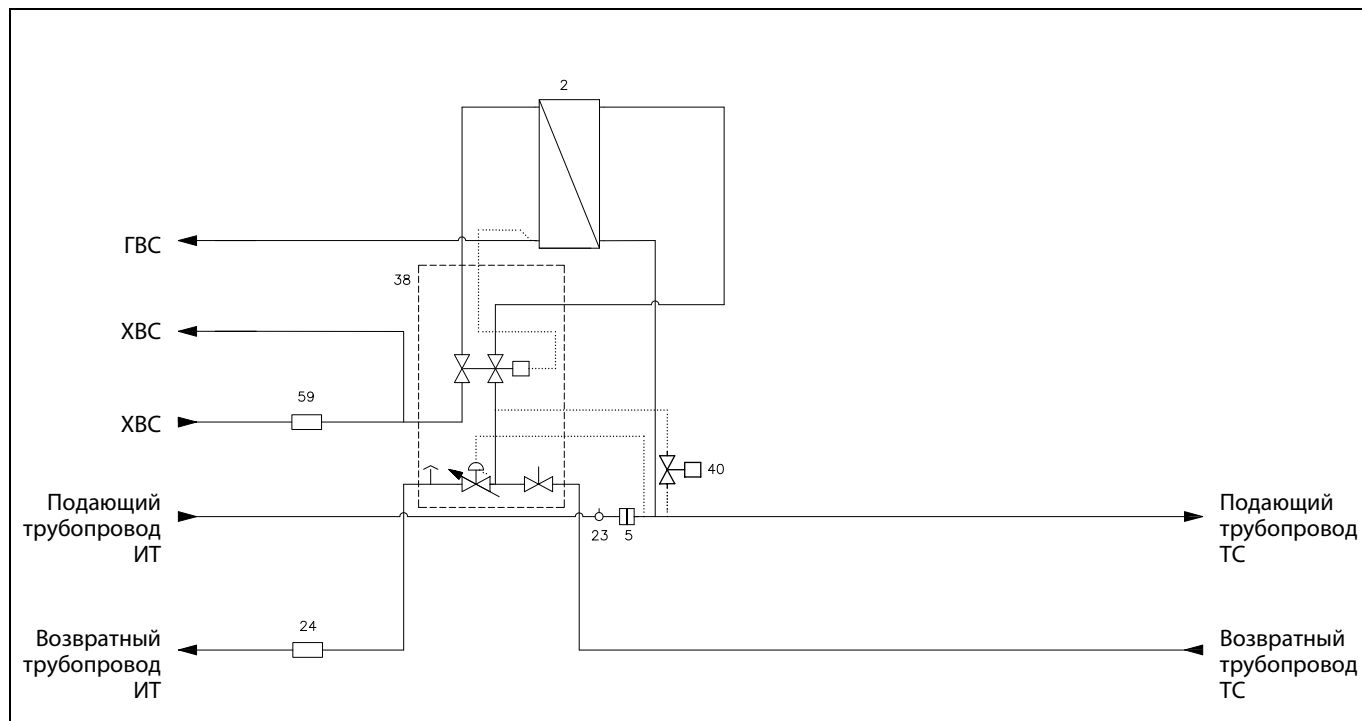 2
ГВС
38
ХВС
59
ХВС
40
Подающий
трубопровод
ИТ
23
5
Подающий
трубопровод
ТС
24
Возвратный
трубопровод
ИТ
Возвратный
трубопровод
ТС